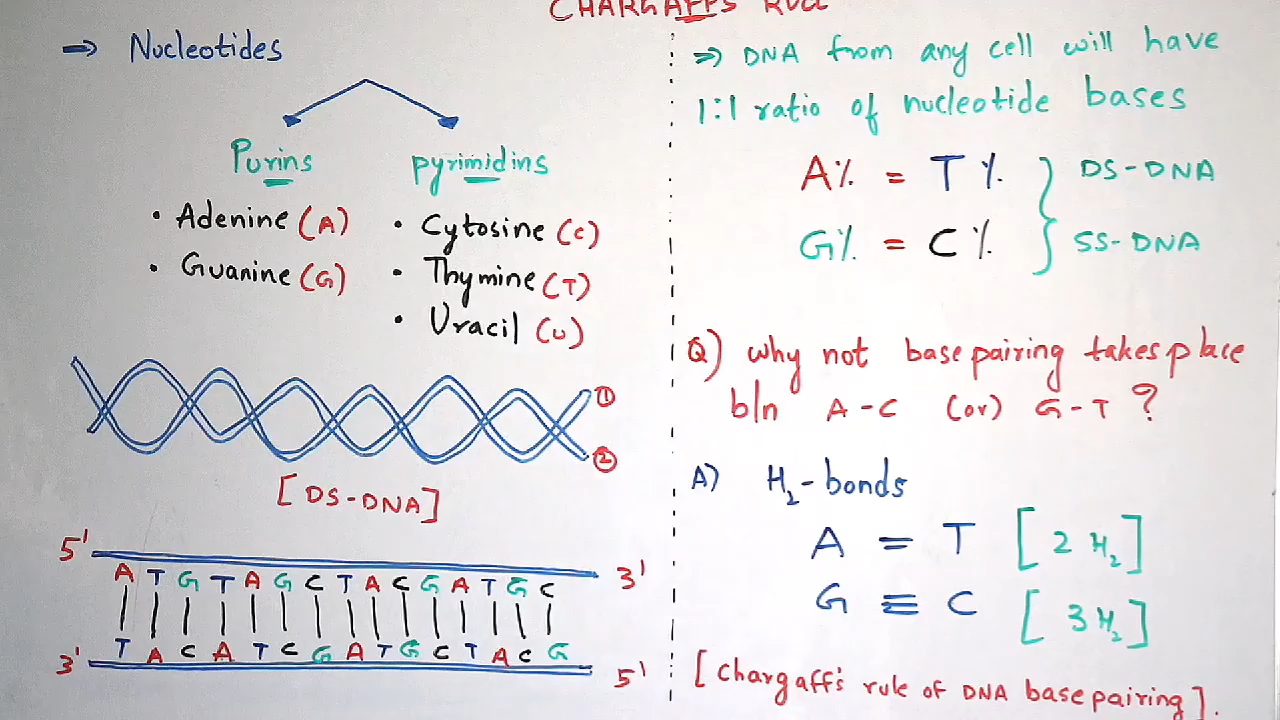 CHARGAFFS RULE
⇒ Nucleotides
Purins
pyrimidins
• Adenine (A)
• Guanine (G)
• Cytosine (C)
• Thymine (T)
• Uracil (U)
①
②
[DS-DNA]
5' 3'
A T G T A G C T A C G A T G C
T A C A T C G A T G C T A C G
3' 5'
⇒ DNA from any cell will have
1:1 ratio of nucleotide bases
A% = T% } DS-DNA
G% = C% } SS-DNA
Q) why not base pairing takes place
b/n A-C (or) G-T ?
A) H₂-bonds
A = T [2 H₂]
G ≡ C [3 H₂]
[Chargaff's rule of DNA base pairing].